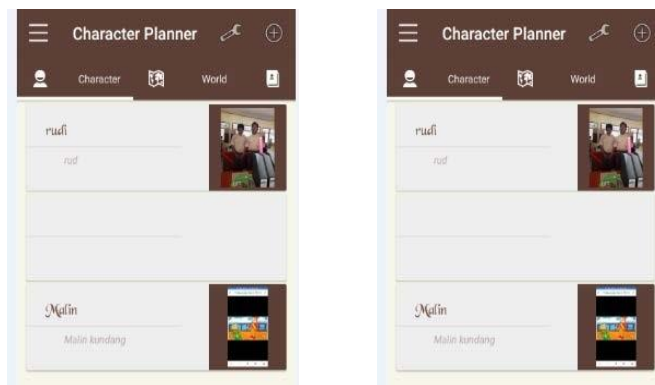 Character Planner
Character World
rudi
rud
Malin
Malin kundang
Character Planner
Character World
rudi
rud
Malin
Malin kundang